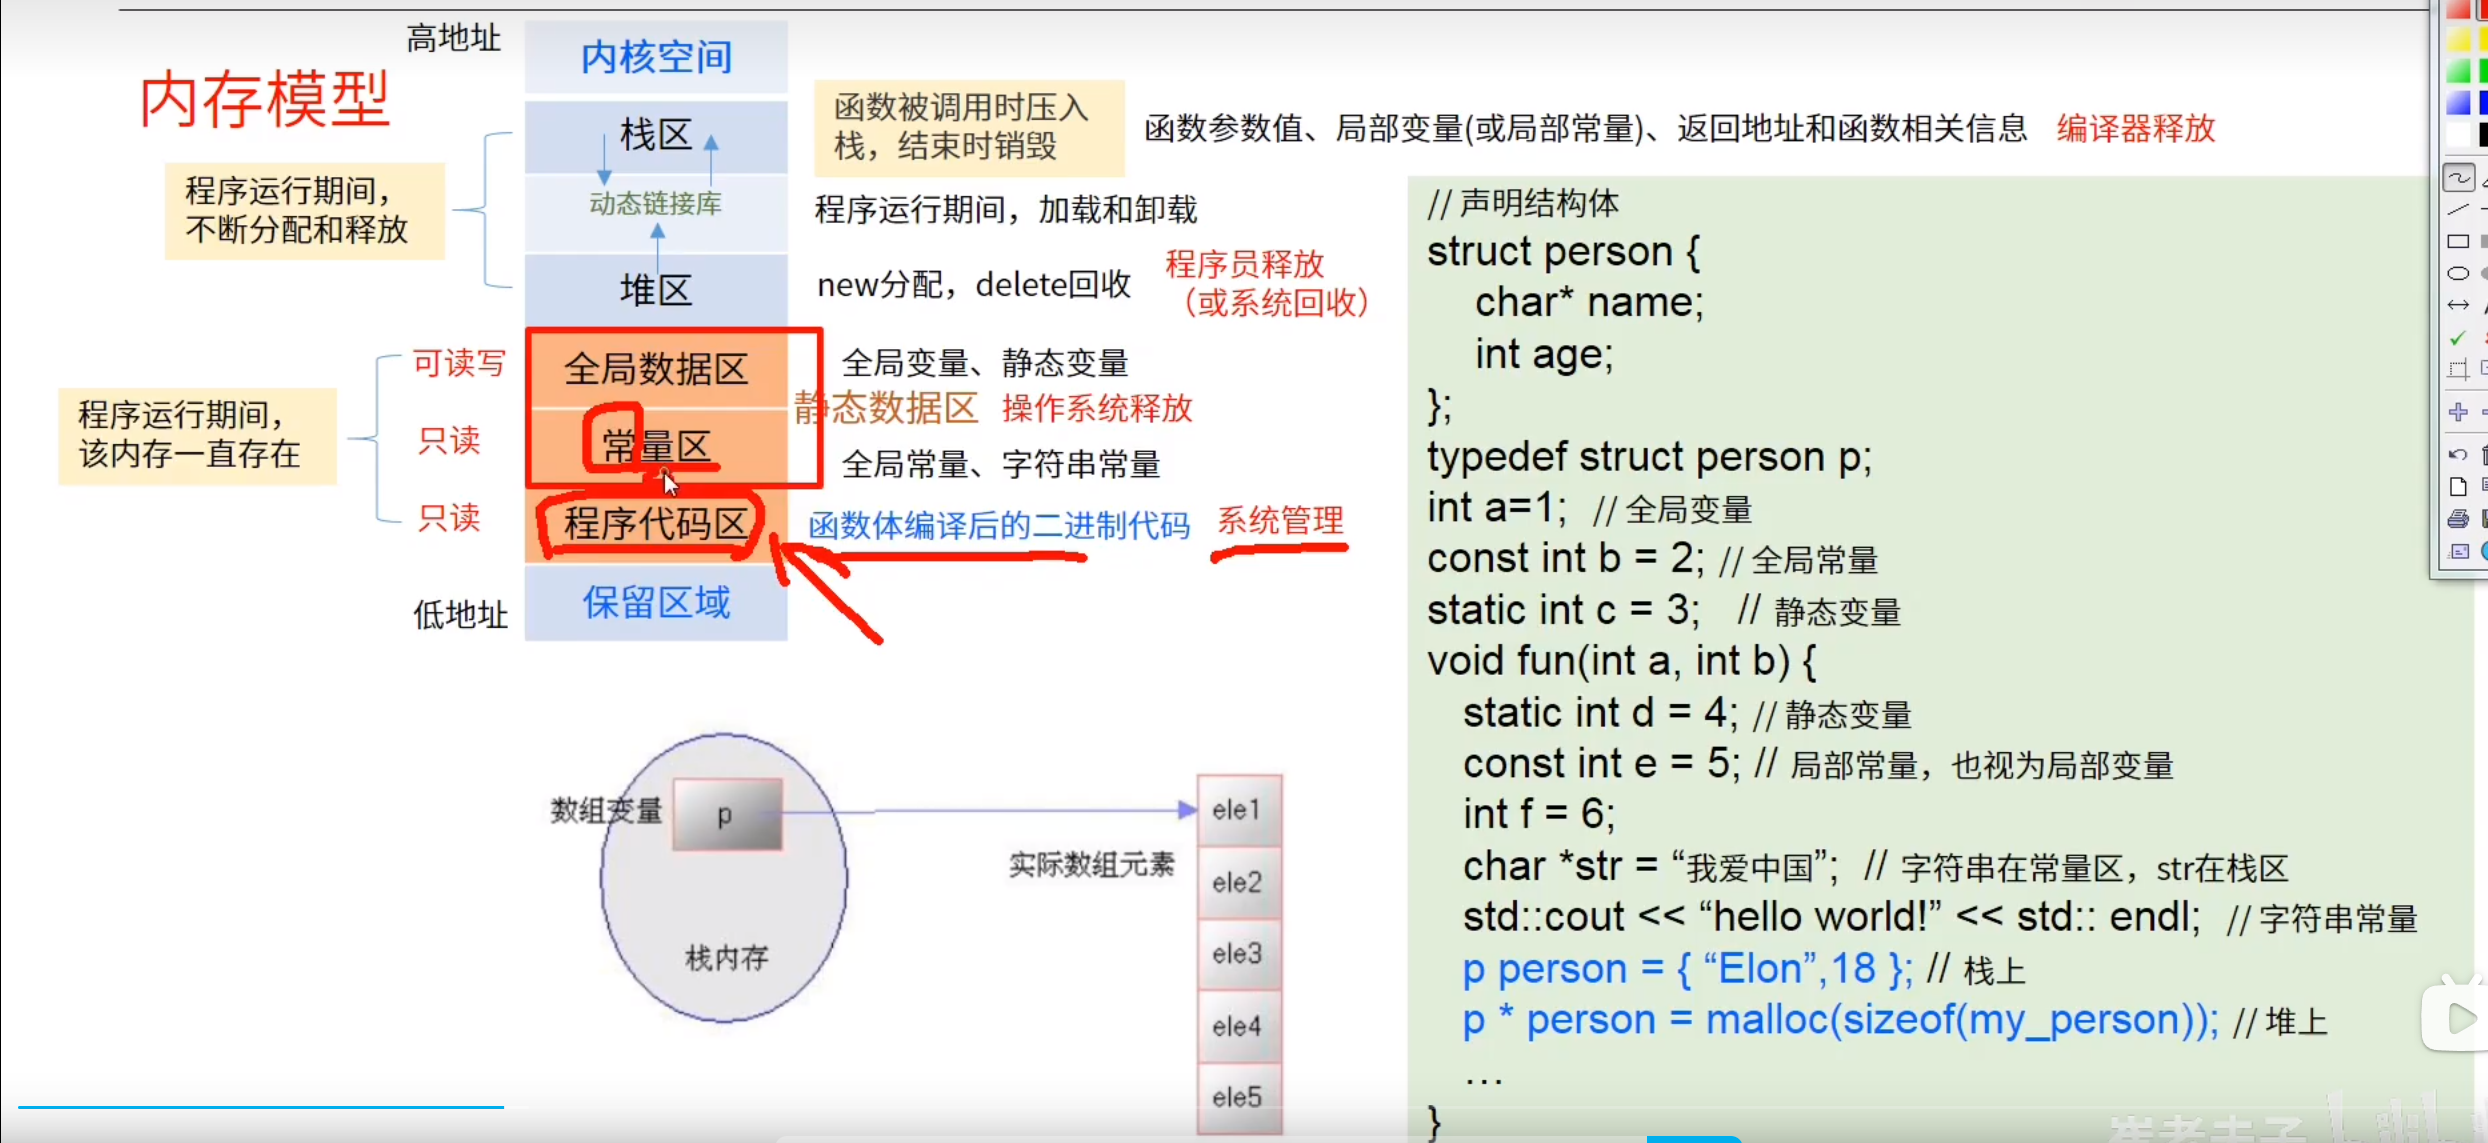 高地址
内存模型
内核空间
栈区
函数被调用时压入
栈，结束时销毁
函数参数值、局部变量(或局部常量)、返回地址和函数相关信息 编译器释放
程序运行期间，
不断分配和释放
动态链接库
程序运行期间，加载和卸载
堆区
new分配，delete回收
程序员释放
（或系统回收）
可读写
全局数据区
全局变量、静态变量
静态数据区 操作系统释放
程序运行期间，
该内存一直存在
只读
常量区
全局常量、字符串常量
只读
程序代码区
函数体编译后的二进制代码 系统管理
低地址
保留区域
数组变量
p
栈内存
实际数组元素
ele1
ele2
ele3
ele4
ele5
// 声明结构体
struct person {
char* name;
int age;
};
typedef struct person p;
int a=1; // 全局变量
const int b = 2; // 全局常量
static int c = 3; // 静态变量
void fun(int a, int b) {
static int d = 4; // 静态变量
const int e = 5; // 局部常量，也视为局部变量
int f = 6;
char *str = “我爱中国”; // 字符串在常量区，str在栈区
std::cout << “hello world!” << std:: endl; // 字符串常量
p person = { “Elon”,18 }; // 栈上
p * person = malloc(sizeof(my_person)); // 堆上
…
}